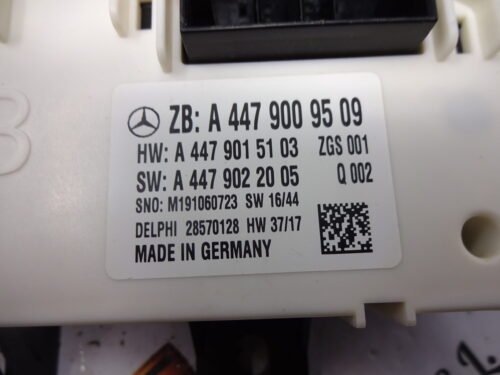 ZB: A 447 900 95 09
HW: A 447 901 51 03 ZGS 001
SW: A 447 902 20 05 Q 002
SNO: M191060723 SW 16/44
DELPHI 28570128 HW 37/17
MADE IN GERMANY